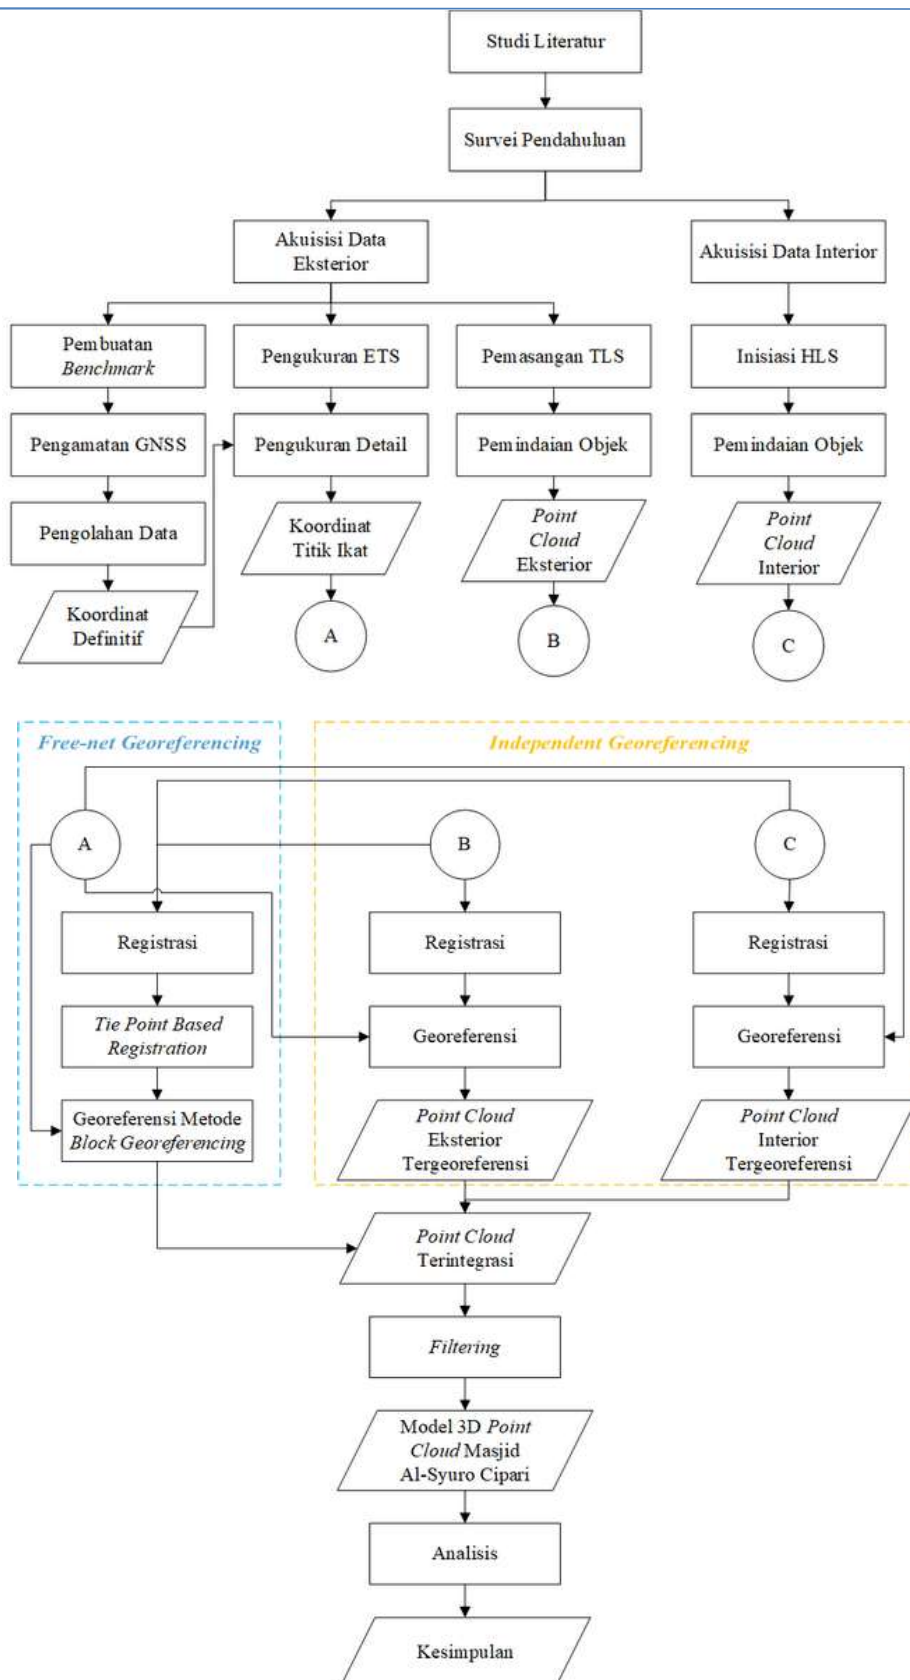 Studi Literatur
Survei Pendahuluan
Akuisisi Data
Eksterior
Akuisisi Data Interior
Pembuatan
Benchmark
Pengukuran ETS
Pemasangan TLS
Inisiasi HLS
Pengamatan GNSS
Pengukuran Detail
Pemindaian Objek
Pemindaian Objek
Pengolahan Data
Koordinat
Titik Ikat
Point
Cloud
Eksterior
Point
Cloud
Interior
Koordinat
Definitif
A
B
C
Free-net Georeferencing
Independent Georeferencing
A
B
C
Registrasi
Registrasi
Registrasi
Tie Point Based
Registration
Georeferensi
Georeferensi
Georeferensi Metode
Block Georeferencing
Point Cloud
Eksterior
Tergeoreferensi
Point Cloud
Interior
Tergeoreferensi
Point Cloud
Terintegrasi
Filtering
Model 3D Point
Cloud Masjid
Al-Syuro Cipari
Analisis
Kesimpulan